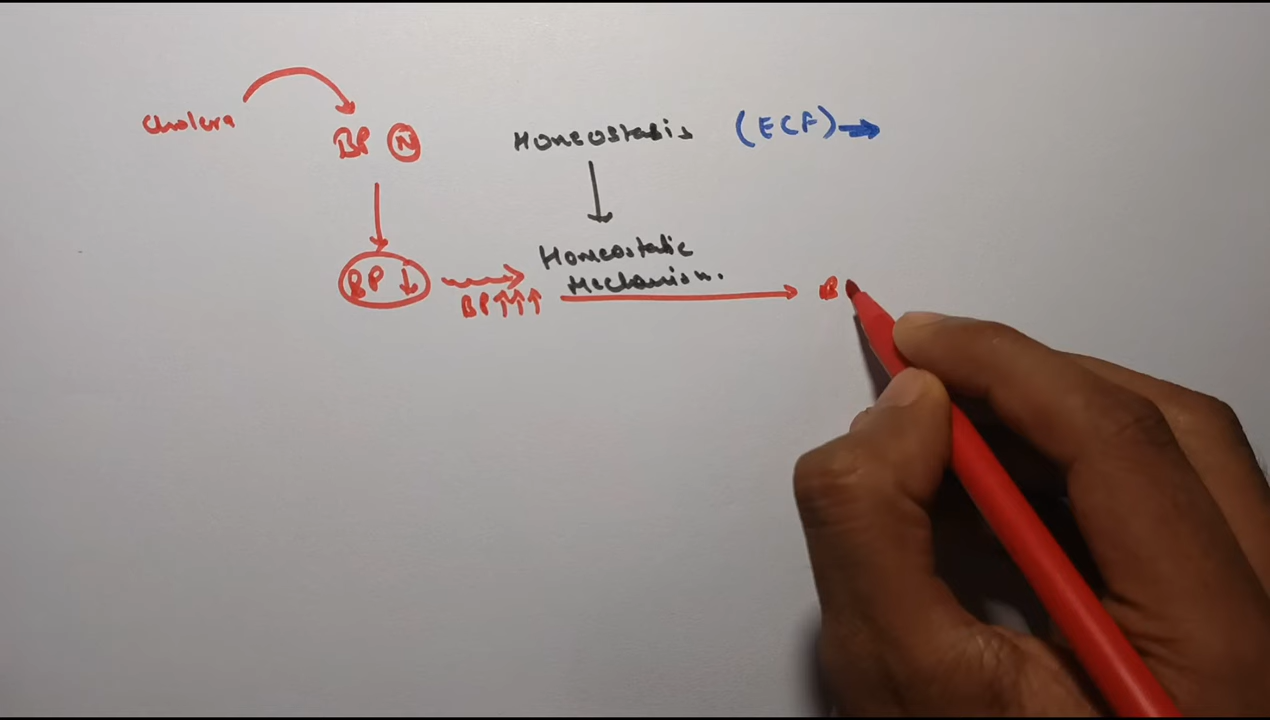 Cholera
BP N
Homeostasis (ECF) →
BP ↓
Homeostatic
Mechanism.
BP↑↑↑
B